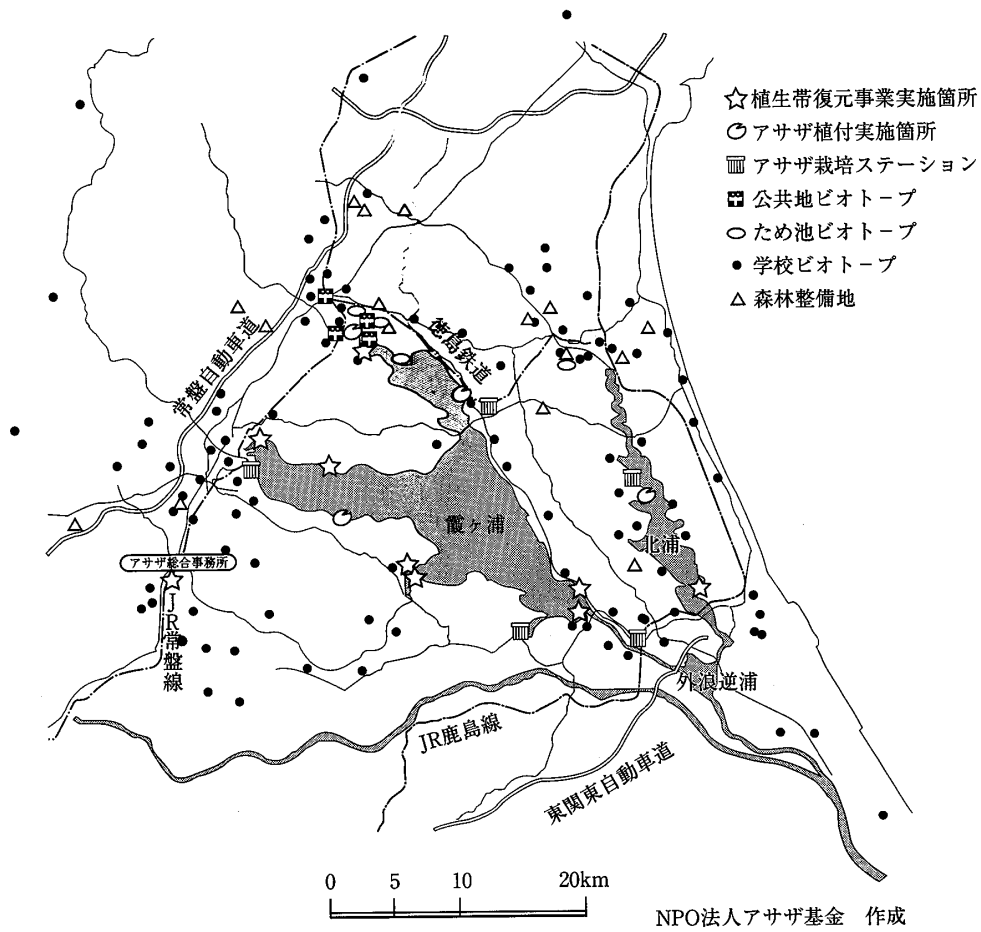 植生帯復元事業実施箇所
アサザ植付実施箇所
アサザ栽培ステーション
公共地ビオトープ
ため池ビオトープ
学校ビオトープ
森林整備地
徳島鉄道
常盤自動車道
霞ヶ浦
北浦
アサザ総合事務所
JR常盤線
外浪逆浦
JR鹿島線
東関東自動車道
0 5 10 20km
NPO法人アサザ基金 作成